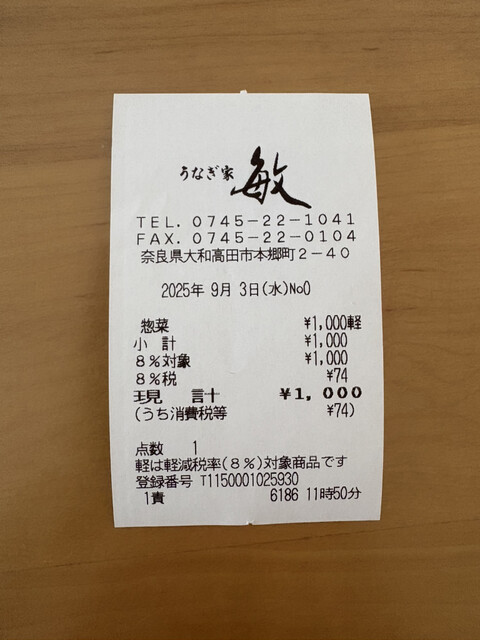 うなぎ家 敏
TEL. 0745-22-1041
FAX. 0745-22-0104
奈良県大和高田市本郷町2-40
2025年 9月 3日(水)No0
惣菜 ¥1,000軽
小 計 ¥1,000
8%対象 ¥1,000
8%税 ¥74
現 計 ¥1,000
(うち消費税等 ¥74)
点数 1
軽は軽減税率(8%)対象商品です
登録番号 T1150001025930
1責 6186 11時50分